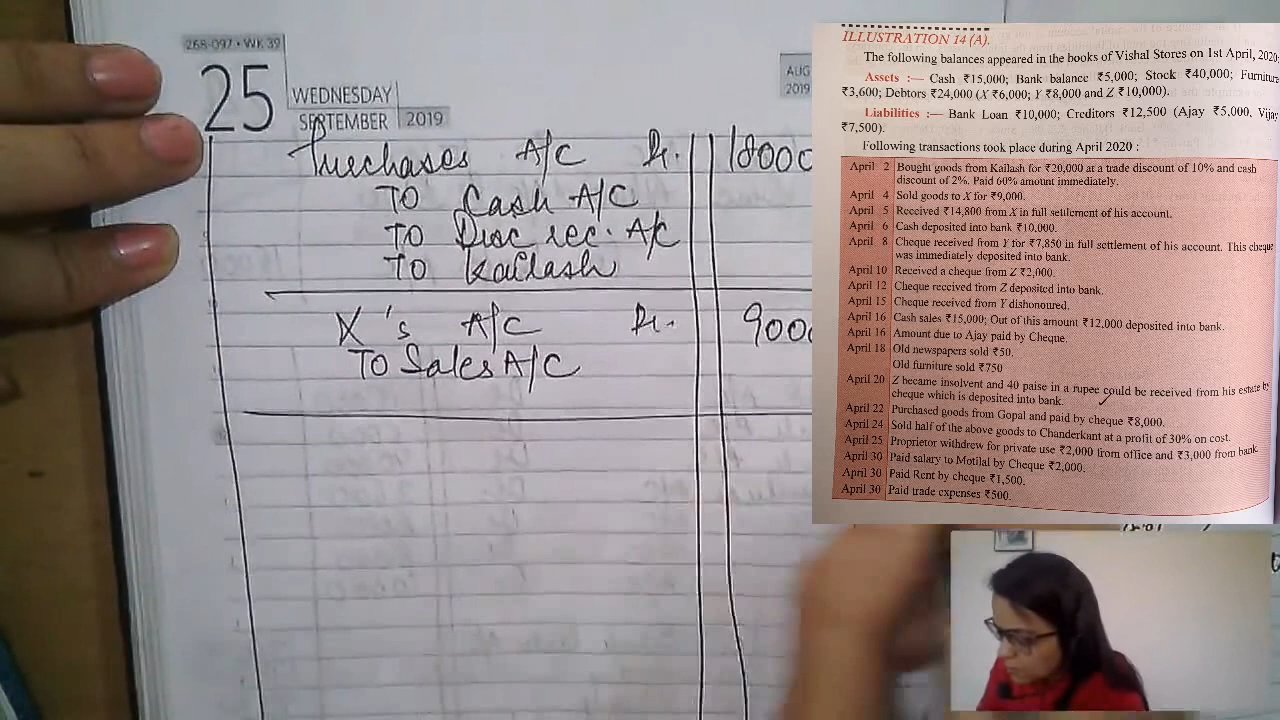 268-097 • WK 39
25
WEDNESDAY
SEPTEMBER 2019
AUG
2019
Purchases A/C Dr. 18000
TO Cash A/C
TO Disc rec. A/c
TO Kailash
X's A/C Dr. 9000
TO Sales A/C
ILLUSTRATION 14 (A).
The following balances appeared in the books of Vishal Stores on 1st April, 2020:
Assets :— Cash ₹15,000; Bank balance ₹5,000; Stock ₹40,000; Furniture
₹3,600; Debtors ₹24,000 (X ₹6,000; Y ₹8,000 and Z ₹10,000).
Liabilities :— Bank Loan ₹10,000; Creditors ₹12,500 (Ajay ₹5,000, Vijay
₹7,500).
Following transactions took place during April 2020 :
April 2 Bought goods from Kailash for ₹20,000 at a trade discount of 10% and cash
discount of 2%. Paid 60% amount immediately.
April 4 Sold goods to X for ₹9,000.
April 5 Received ₹14,800 from X in full settlement of his account.
April 6 Cash deposited into bank ₹10,000.
April 8 Cheque received from Y for ₹7,850 in full settlement of his account. This cheque
was immediately deposited into bank.
April 10 Received a cheque from Z ₹2,000.
April 12 Cheque received from Z deposited into bank.
April 15 Cheque received from Y dishonoured.
April 16 Cash sales ₹15,000; Out of this amount ₹12,000 deposited into bank.
April 16 Amount due to Ajay paid by Cheque.
April 18 Old newspapers sold ₹50.
Old furniture sold ₹750
April 20 Z became insolvent and 40 paise in a rupee could be received from his estate by
cheque which is deposited into bank.
April 22 Purchased goods from Gopal and paid by cheque ₹8,000.
April 24 Sold half of the above goods to Chanderkant at a profit of 30% on cost.
April 25 Proprietor withdrew for private use ₹2,000 from office and ₹3,000 from bank
April 30 Paid salary to Motilal by Cheque ₹2,000.
April 30 Paid Rent by cheque ₹1,500.
April 30 Paid trade expenses ₹500.